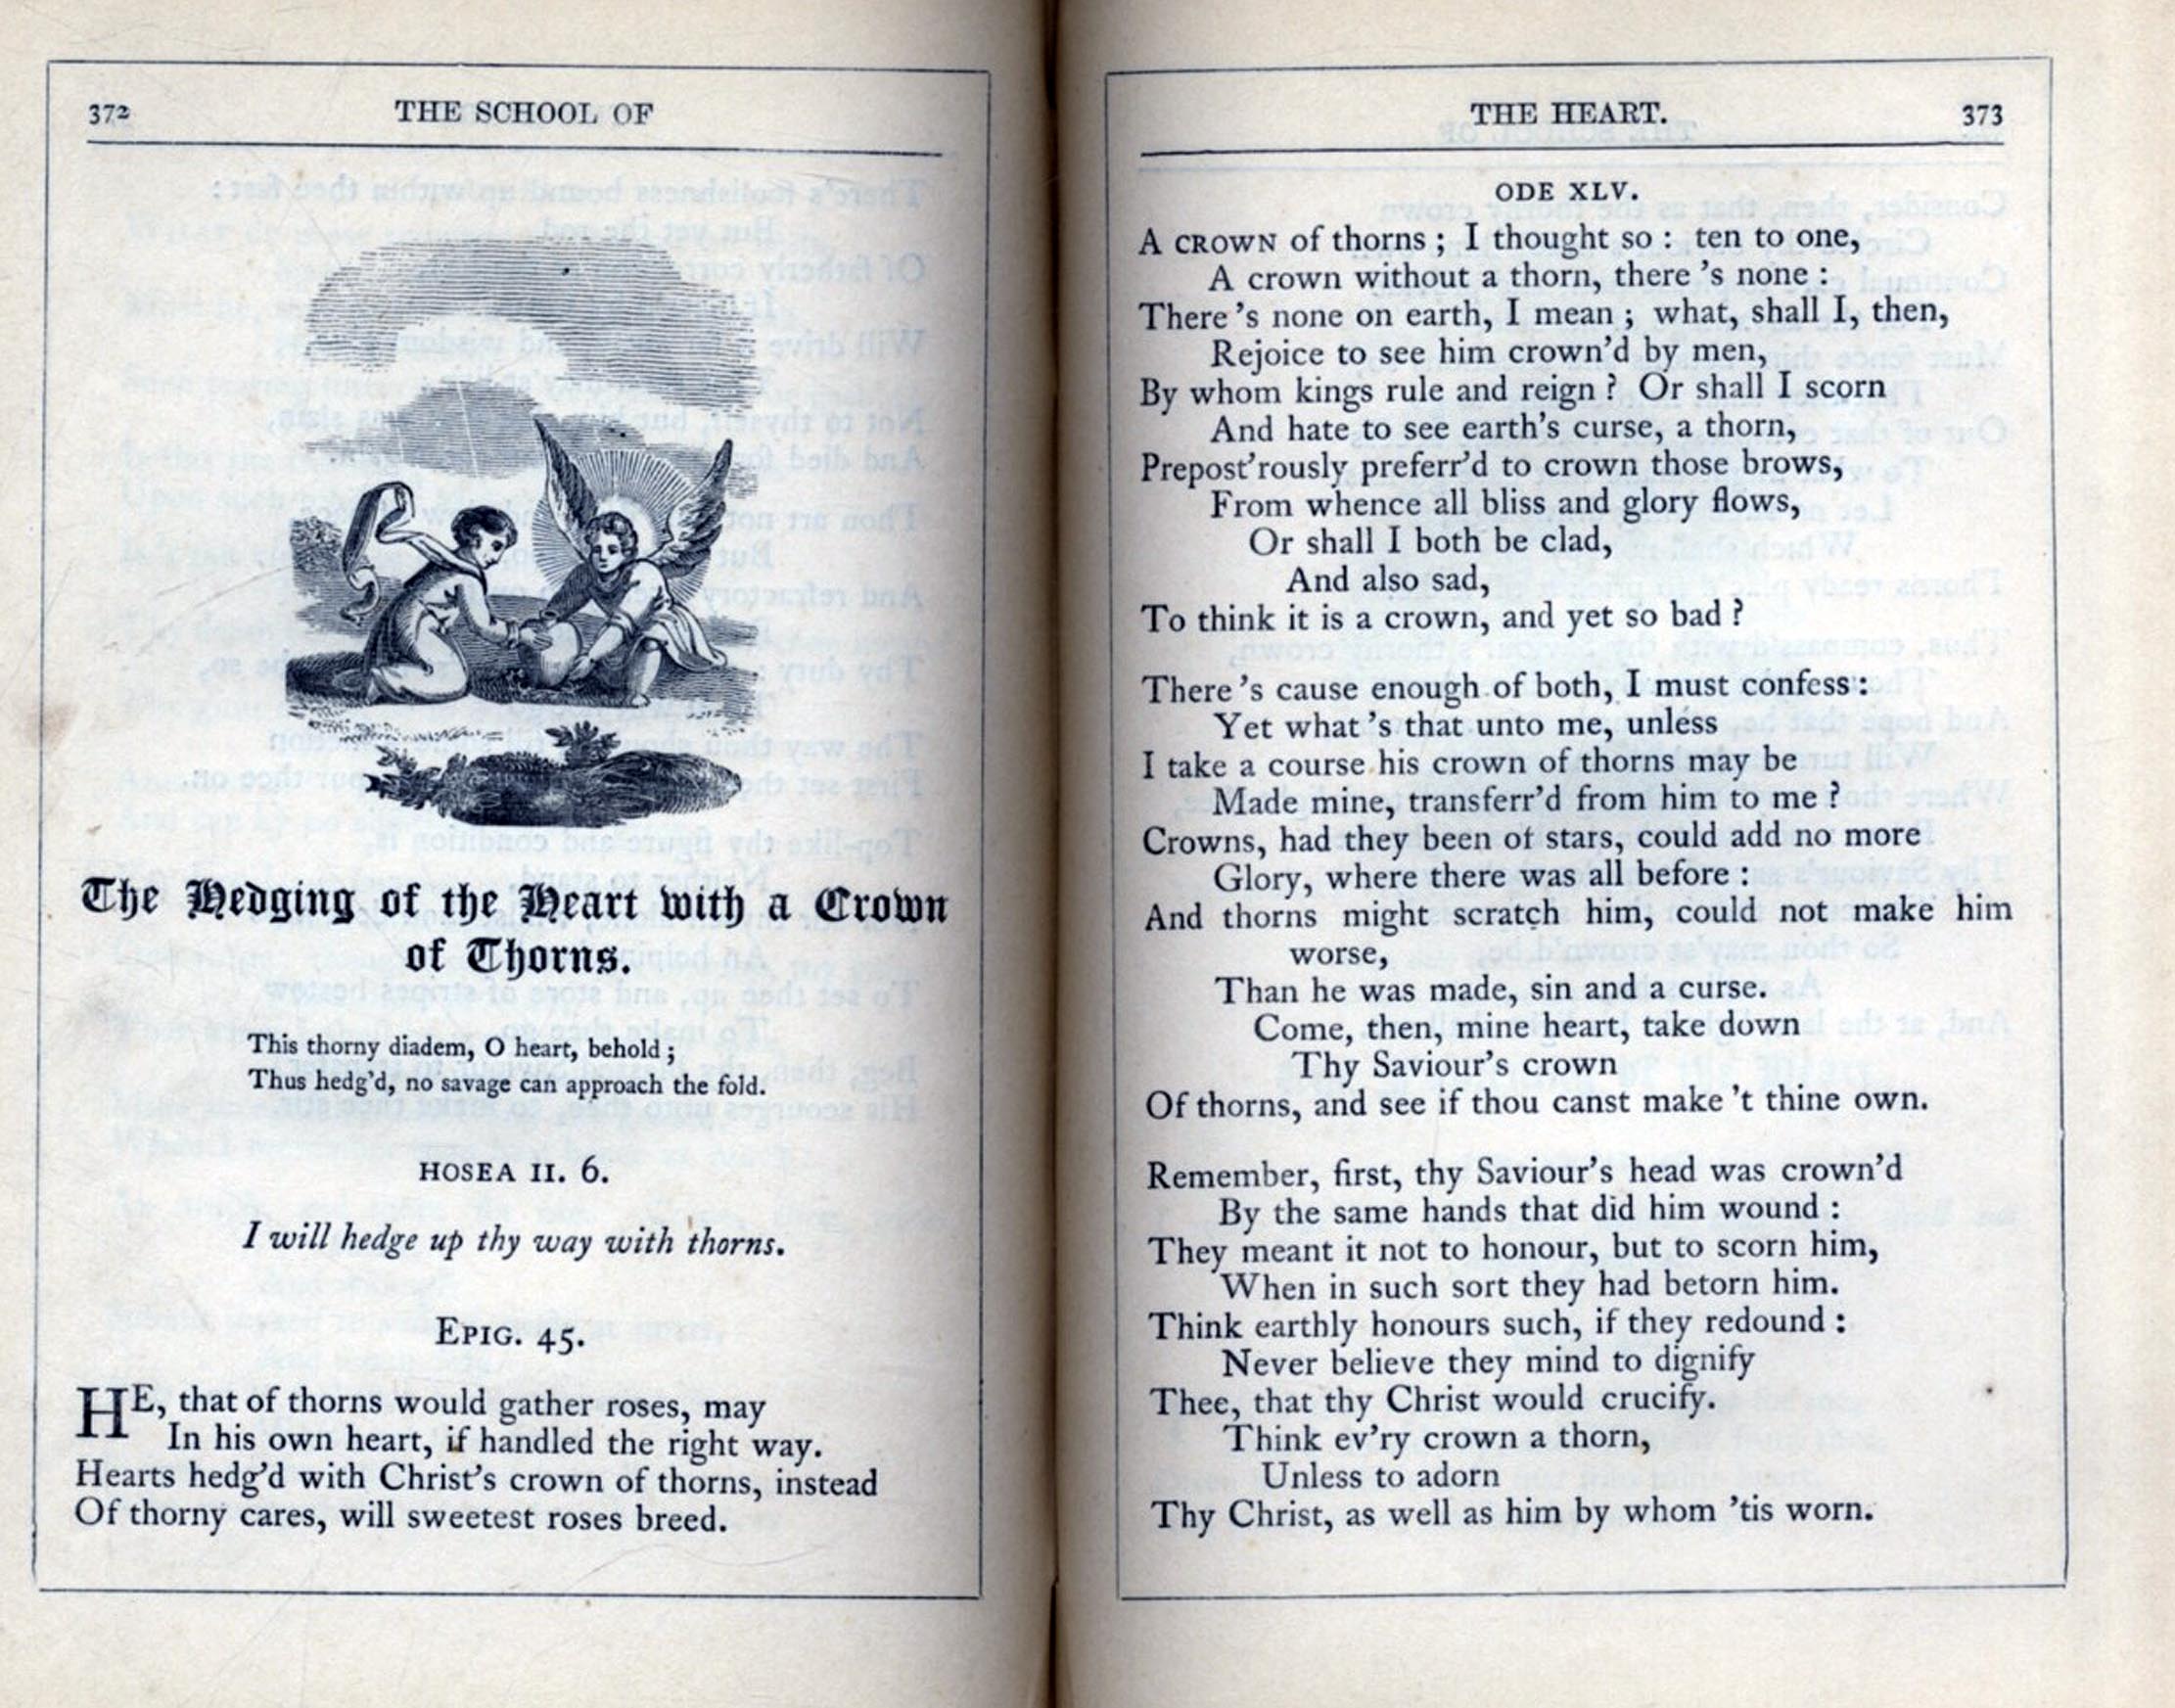 372
THE SCHOOL OF
The Hedging of the Heart with a Crown
of Thorns.
This thorny diadem, O heart, behold ;
Thus hedg'd, no savage can approach the fold.
HOSEA II. 6.
I will hedge up thy way with thorns.
EPIG. 45.
HE, that of thorns would gather roses, may
In his own heart, if handled the right way.
Hearts hedg'd with Christ's crown of thorns, instead
Of thorny cares, will sweetest roses breed.
THE HEART.
373
ODE XLV.
A CROWN of thorns ; I thought so : ten to one,
A crown without a thorn, there 's none :
There 's none on earth, I mean ; what, shall I, then,
Rejoice to see him crown'd by men,
By whom kings rule and reign ? Or shall I scorn
And hate to see earth's curse, a thorn,
Prepost'rously preferr'd to crown those brows,
From whence all bliss and glory flows,
Or shall I both be clad,
And also sad,
To think it is a crown, and yet so bad ?
There 's cause enough of both, I must confess :
Yet what 's that unto me, unless
I take a course his crown of thorns may be
Made mine, transferr'd from him to me ?
Crowns, had they been of stars, could add no more
Glory, where there was all before :
And thorns might scratch him, could not make him
worse,
Than he was made, sin and a curse.
Come, then, mine heart, take down
Thy Saviour's crown
Of thorns, and see if thou canst make 't thine own.
Remember, first, thy Saviour's head was crown'd
By the same hands that did him wound :
They meant it not to honour, but to scorn him,
When in such sort they had betorn him.
Think earthly honours such, if they redound :
Never believe they mind to dignify
Thee, that thy Christ would crucify.
Think ev'ry crown a thorn,
Unless to adorn
Thy Christ, as well as him by whom 'tis worn.